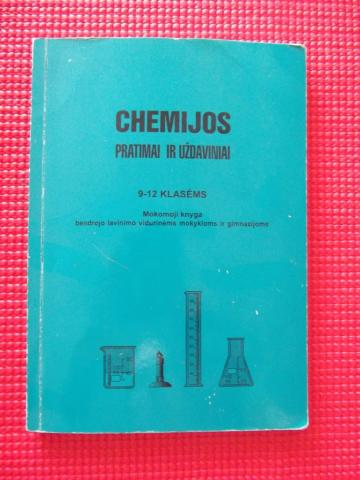 CHEMIJOS
PRATIMAI IR UŽDAVINIAI
9-12 KLASĖMS
Mokomoji knyga
bendrojo lavinimo vidurinėms mokykloms ir gimnazijoms